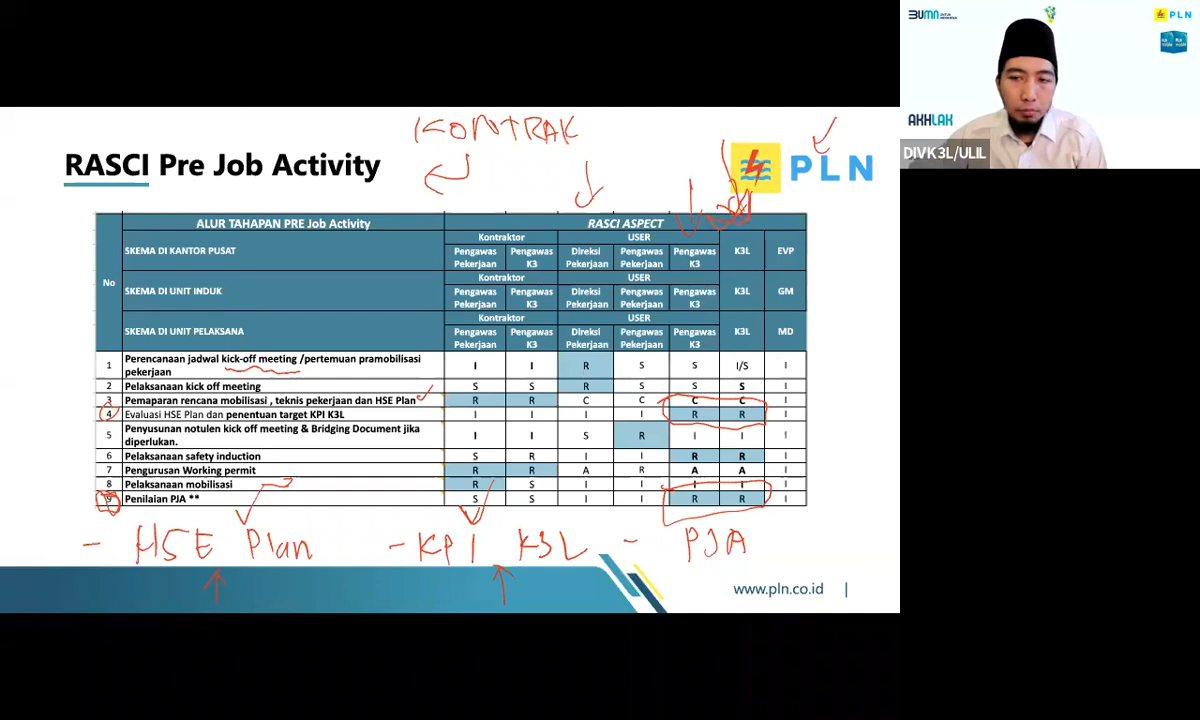 BUMN UNTUK INDONESIA
PLN
AKHLAK
DIVK3L/ULIL
KONTRAK
RASCI Pre Job Activity
PLN
No ALUR TAHAPAN PRE Job Activity RASCI ASPECT
SKEMA DI KANTOR PUSAT Kontraktor USER K3L EVP
Pengawas Pekerjaan Pengawas K3 Direksi Pekerjaan Pengawas Pekerjaan Pengawas K3
SKEMA DI UNIT INDUK Kontraktor USER K3L GM
Pengawas Pekerjaan Pengawas K3 Direksi Pekerjaan Pengawas Pekerjaan Pengawas K3
SKEMA DI UNIT PELAKSANA Kontraktor USER K3L MD
Pengawas Pekerjaan Pengawas K3 Direksi Pekerjaan Pengawas Pekerjaan Pengawas K3
1 Perencanaan jadwal kick-off meeting /pertemuan pramobilisasi pekerjaan I I R S S I/S I
2 Pelaksanaan kick off meeting S S R S S S I
3 Pemaparan rencana mobilisasi , teknis pekerjaan dan HSE Plan R R C C C C I
4 Evaluasi HSE Plan dan penentuan target KPI K3L I I I I R R I
5 Penyusunan notulen kick off meeting & Bridging Document jika diperlukan. I I S R I I I
6 Pelaksanaan safety induction S R I I R R I
7 Pengurusan Working permit R R A R A A I
8 Pelaksanaan mobilisasi R S I I I I I
9 Penilaian PJA ** S S I I R R I
- HSE Plan - KPI K3L - PJA
www.pln.co.id |